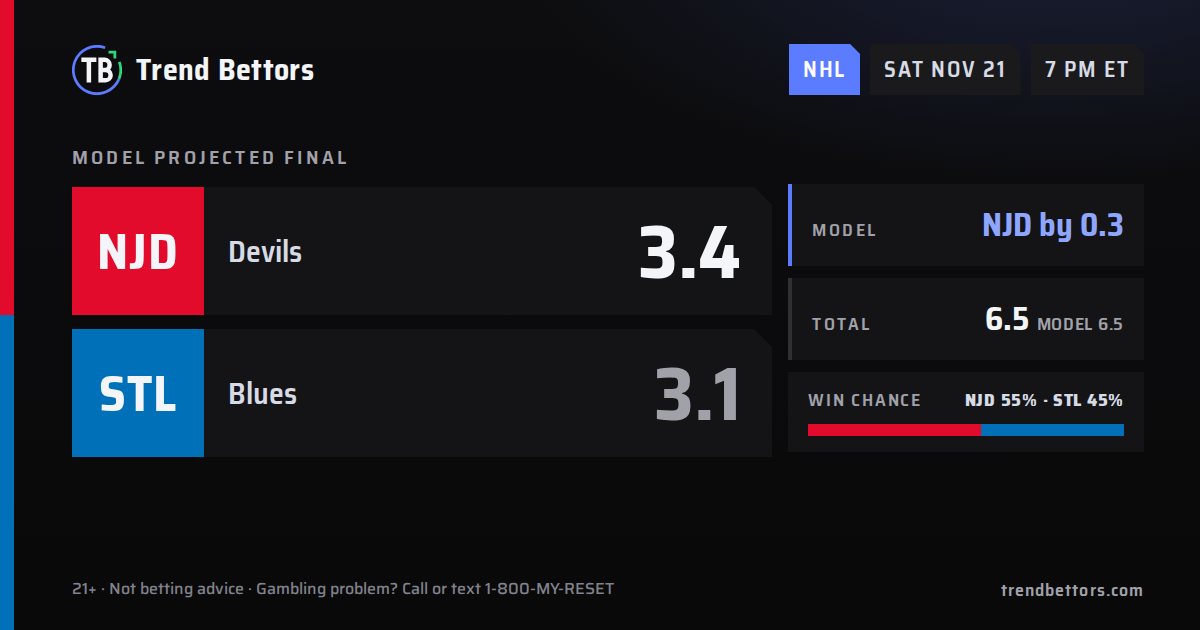 TB Trend Bettors
NHL SAT NOV 21 7 PM ET
MODEL PROJECTED FINAL
NJD Devils 3.4
STL Blues 3.1
MODEL NJD by 0.3
TOTAL 6.5 MODEL 6.5
WIN CHANCE NJD 55% · STL 45%
21+ · Not betting advice · Gambling problem? Call or text 1-800-MY-RESET
trendbettors.com